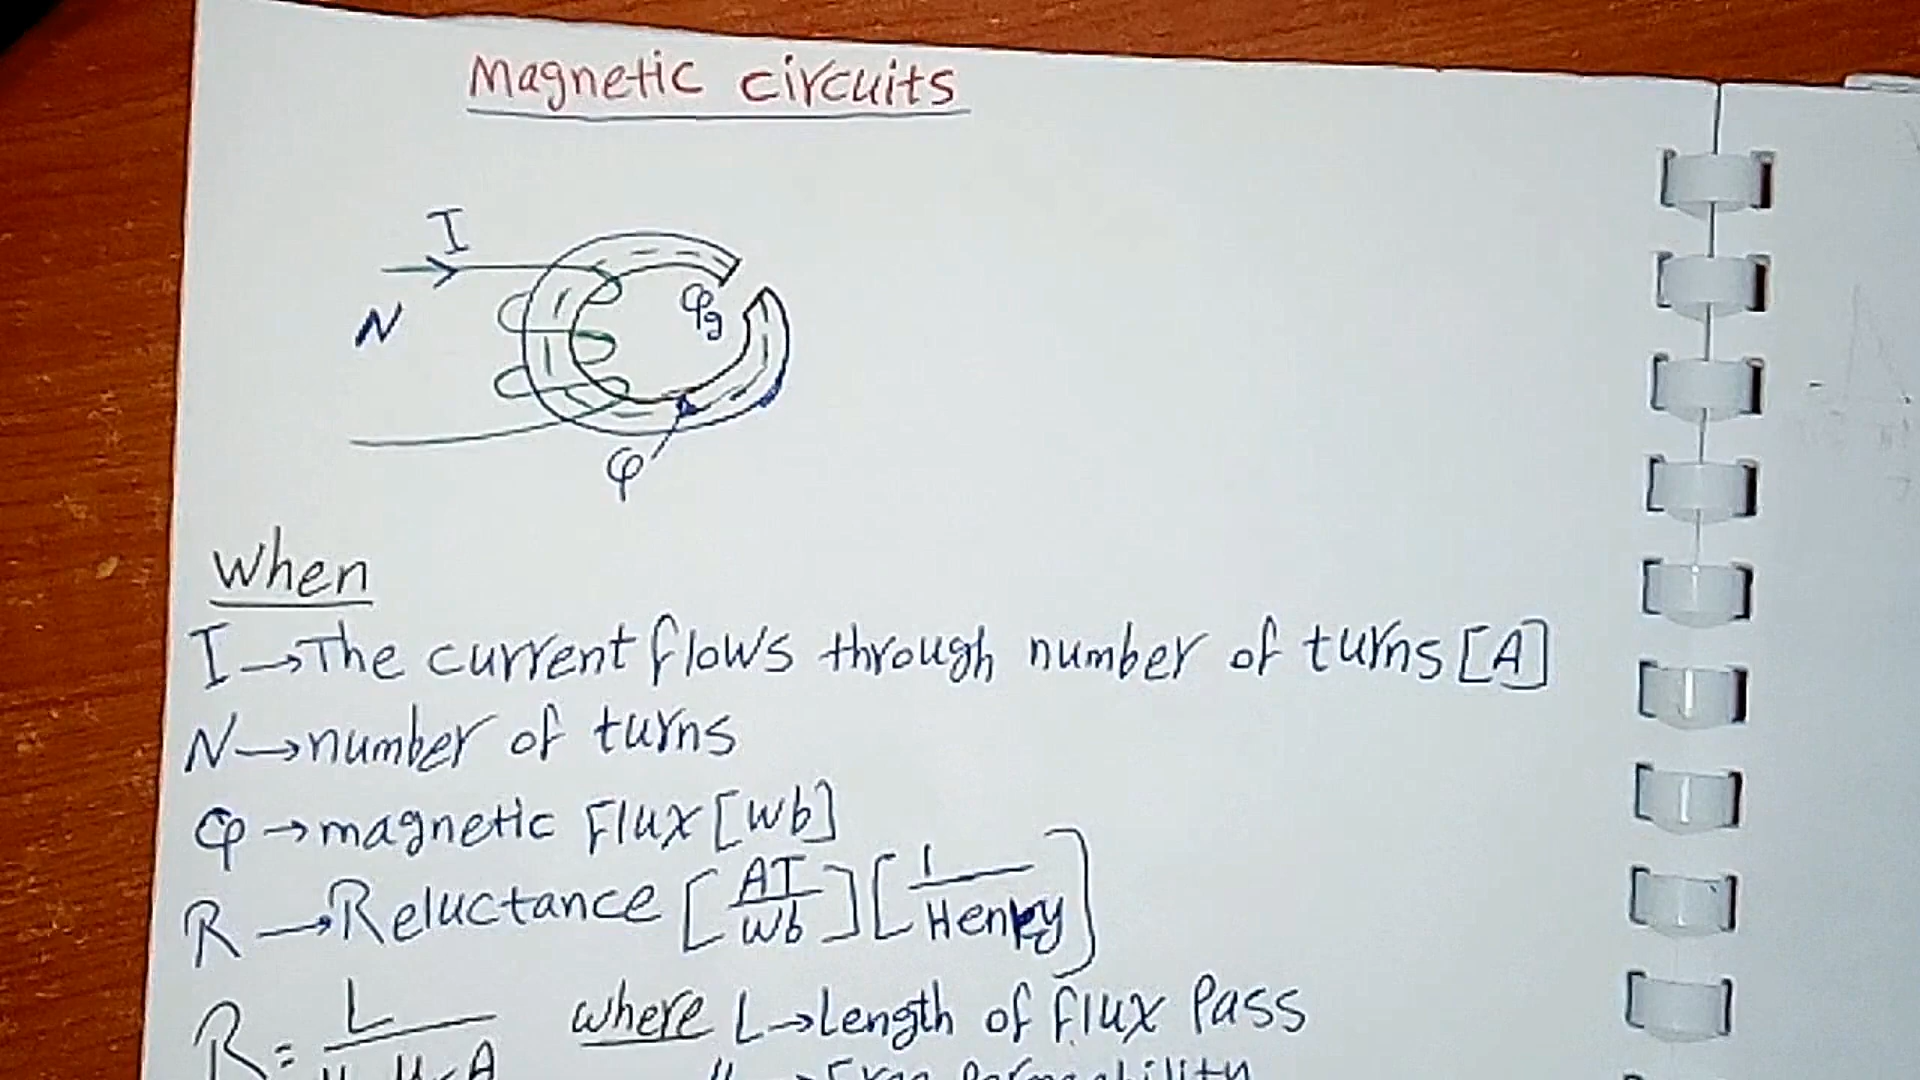 Magnetic circuits
I
N
φg
φ
When
I→The current flows through number of turns [A]
N→number of turns
φ→magnetic Flux [Wb]
R→Reluctance [AT/Wb] [1/Henry]
R = L/ A where L→Length of flux Pass
Permeability